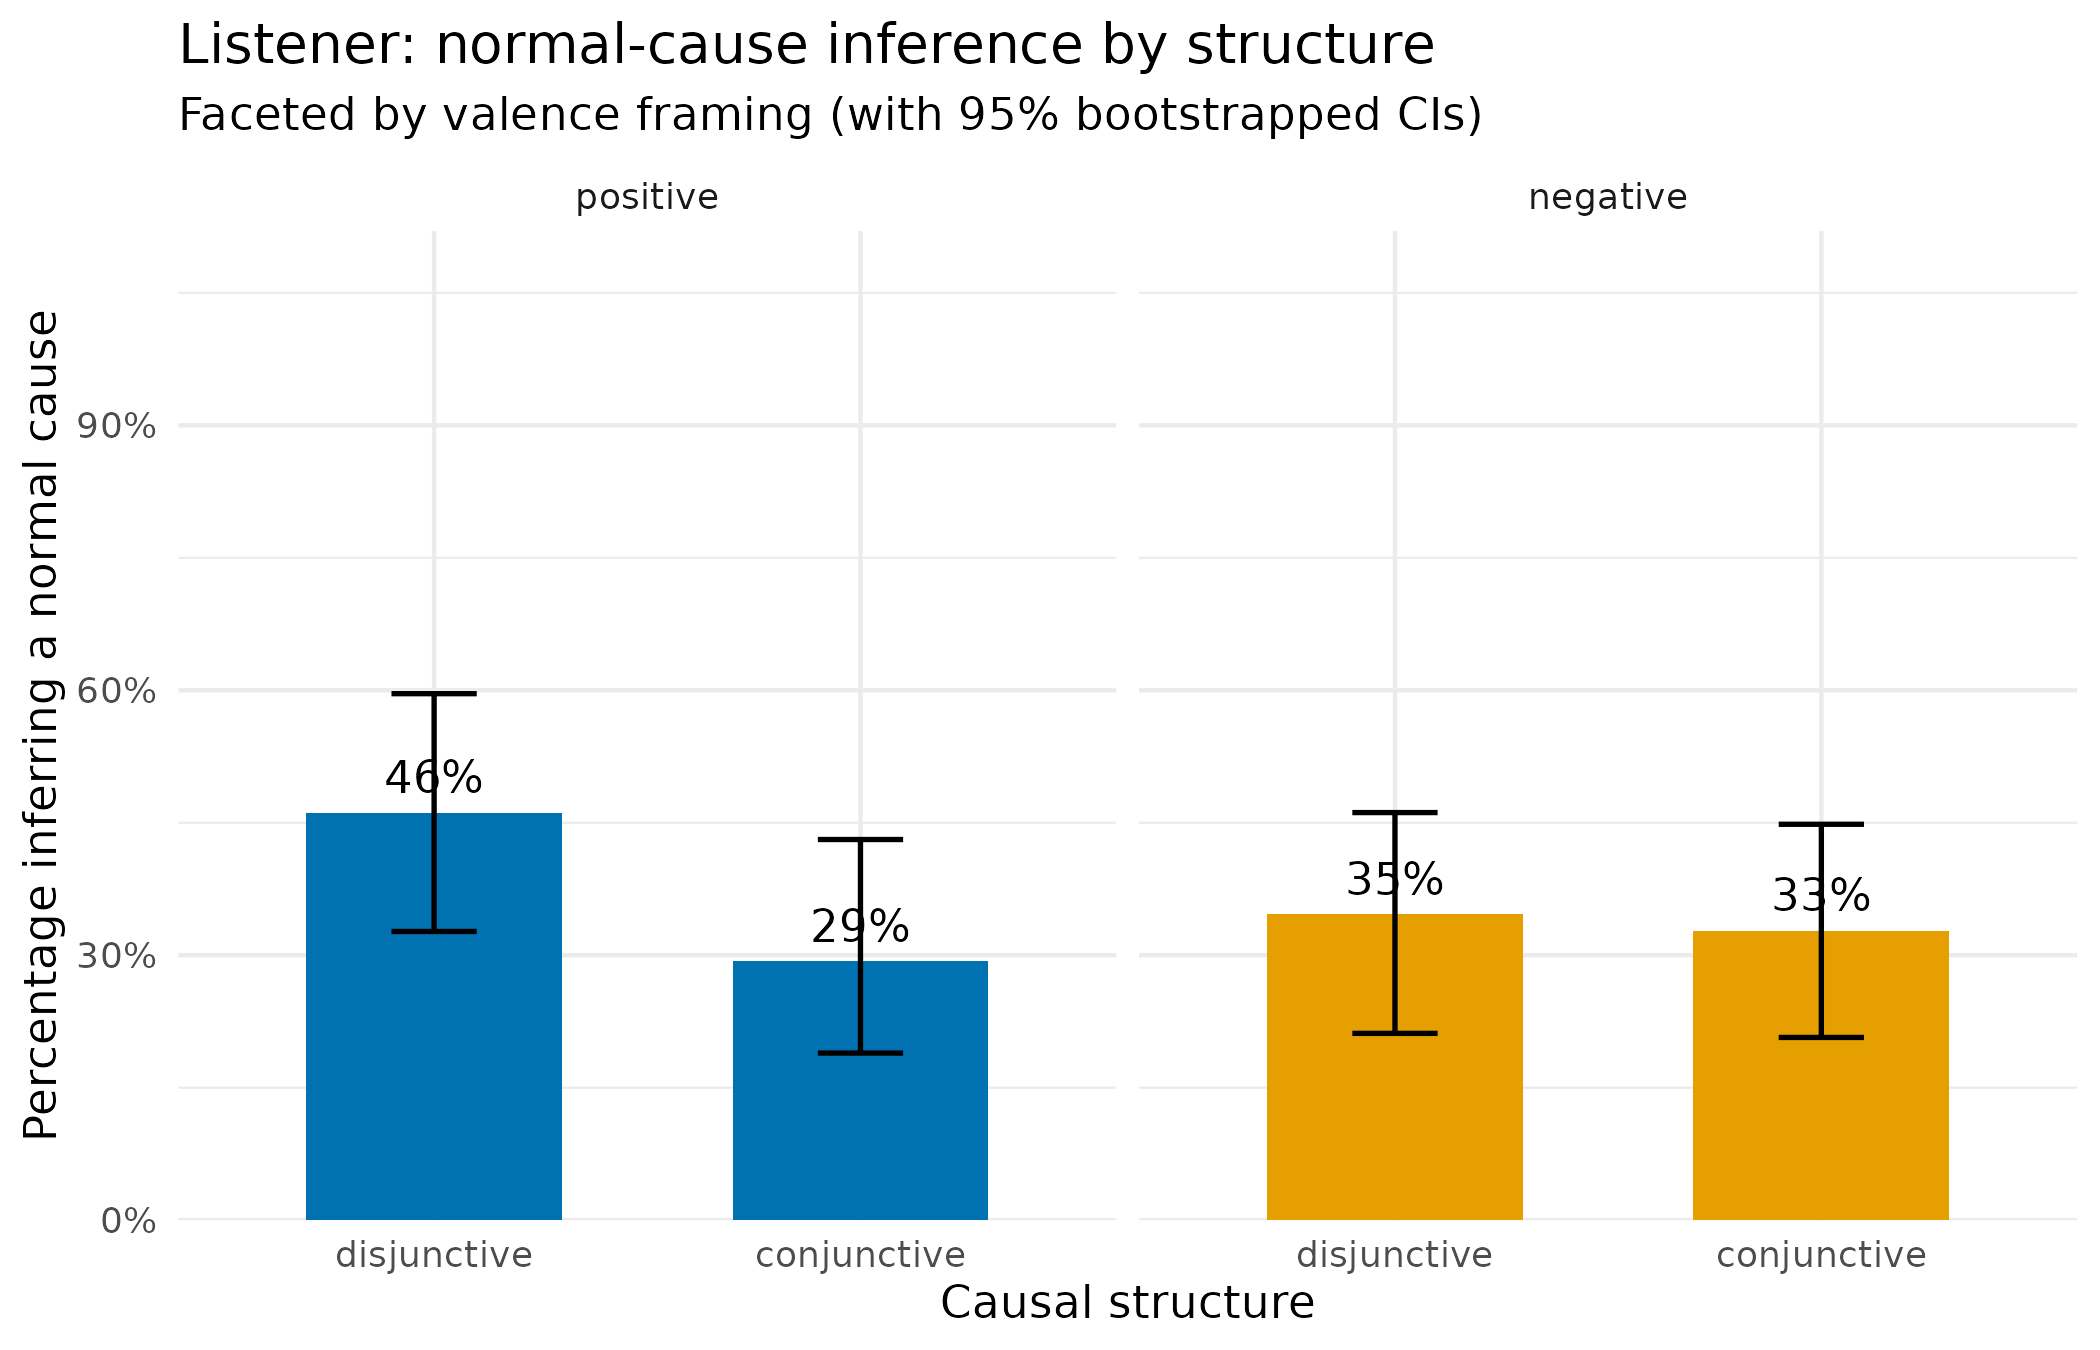 Listener: normal-cause inference by structure
Faceted by valence framing (with 95% bootstrapped CIs)
positive
negative
Percentage inferring a normal cause
90%
60%
30%
0%
46%
29%
35%
33%
disjunctive
conjunctive
disjunctive
conjunctive
Causal structure